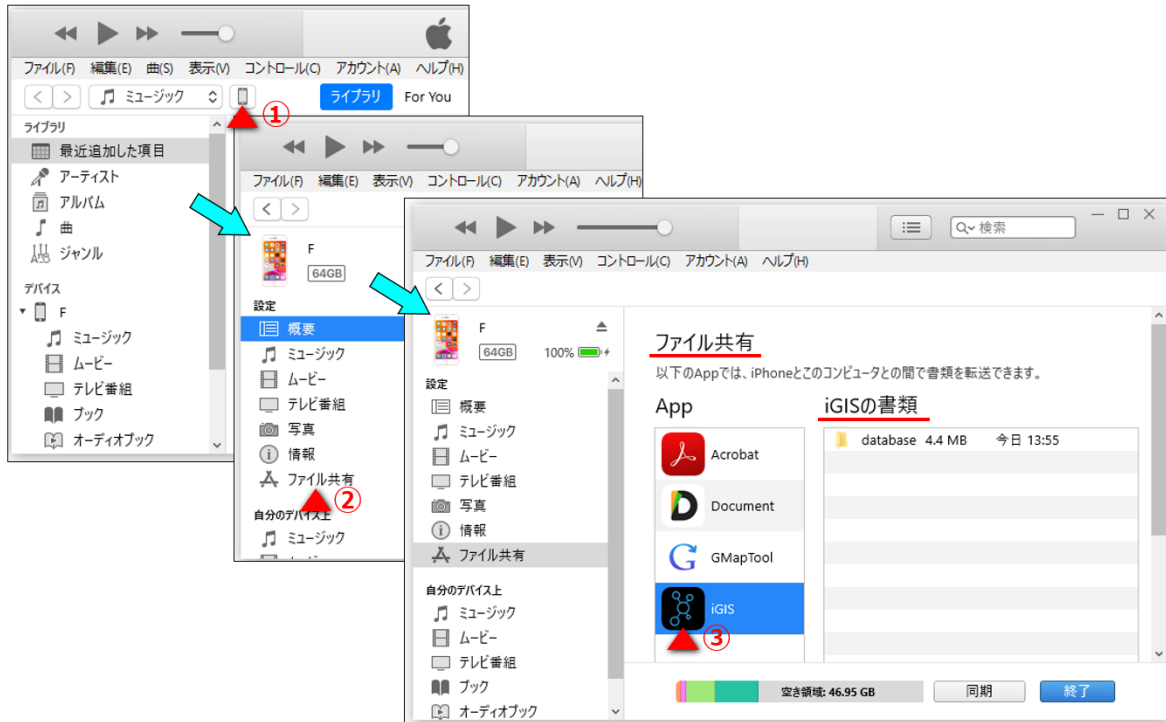 ファイル(F) 編集(E) 曲(S) 表示(V) コントロール(C) アカウント(A) ヘルプ(H)
ミュージック
ライブラリ For You
①
ライブラリ
最近追加した項目
アーティスト
アルバム
曲
ジャンル
デバイス
F
ミュージック
ムービー
テレビ番組
ブック
オーディオブック
ファイル(F) 編集(E) 表示(V) コントロール(C) アカウント(A) ヘルプ(H)
F
64GB
設定
概要
ミュージック
ムービー
テレビ番組
写真
情報
ファイル共有
②
自分のデバイス上
ミュージック
検索
ファイル(F) 編集(E) 表示(V) コントロール(C) アカウント(A) ヘルプ(H)
F
64GB 100%
設定
概要
ミュージック
ムービー
テレビ番組
写真
情報
ファイル共有
自分のデバイス上
ミュージック
ムービー
テレビ番組
ブック
オーディオブック
ファイル共有
以下のAppでは、iPhoneとこのコンピュータとの間で書類を転送できます。
App
Acrobat
Document
GMapTool
iGIS
③
iGISの書類
database 4.4 MB 今日 13:55
空き領域: 46.95 GB
同期
終了